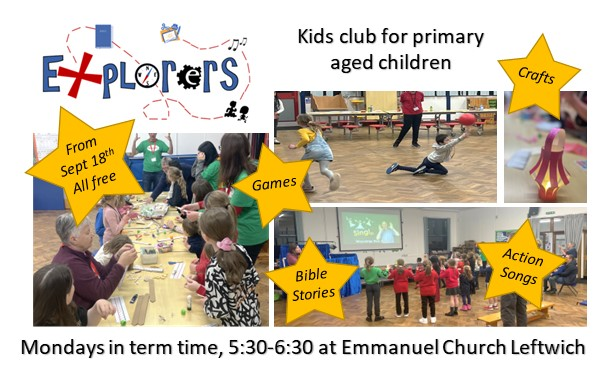 ExpLorers
Kids club for primary
aged children
Crafts
From
Sept 18th
All free
Games
Bible
Stories
Action
Songs
Mondays in term time, 5:30-6:30 at Emmanuel Church Leftwich